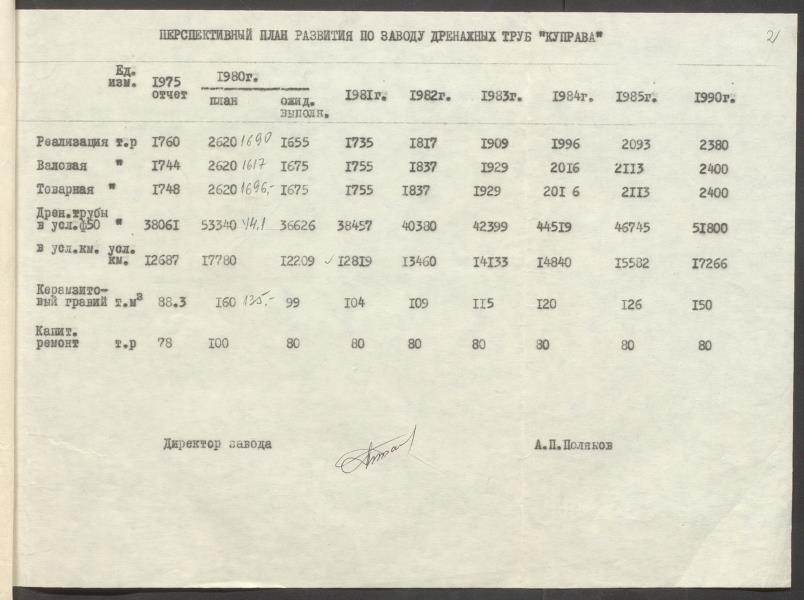 ПЕРСПЕКТИВНЫЙ ПЛАН РАЗВИТИЯ ПО ЗАВОДУ ДРЕНАЖНЫХ ТРУБ "КУПРАВА"
Ед. изм. 1975 отчет 1980г. план ожид. выполн. 1981г. 1982г. 1983г. 1984г. 1985г. 1990г.
Реализация т.р 1760 2620 1690 1655 1735 1817 1909 1996 2093 2380
Валовая " 1744 2620 1617 1675 1755 1837 1929 2016 2113 2400
Товарная " 1748 2620 1696,- 1675 1755 1837 1929 201 6 2113 2400
Дрен.трубы
в усл.ф50 " 38061 53340 44.1 36626 38457 40380 42399 44519 46745 51800
в усл.км. усл.
км. 12687 17780 12209 ✓12819 13460 14133 14840 15582 17266
Керамзито-
вый гравий т.м³ 88.3 160 135,- 99 104 109 115 120 126 150
Капит.
ремонт т.р 78 100 80 80 80 80 80 80 80
Директор завода А.П.Поляков